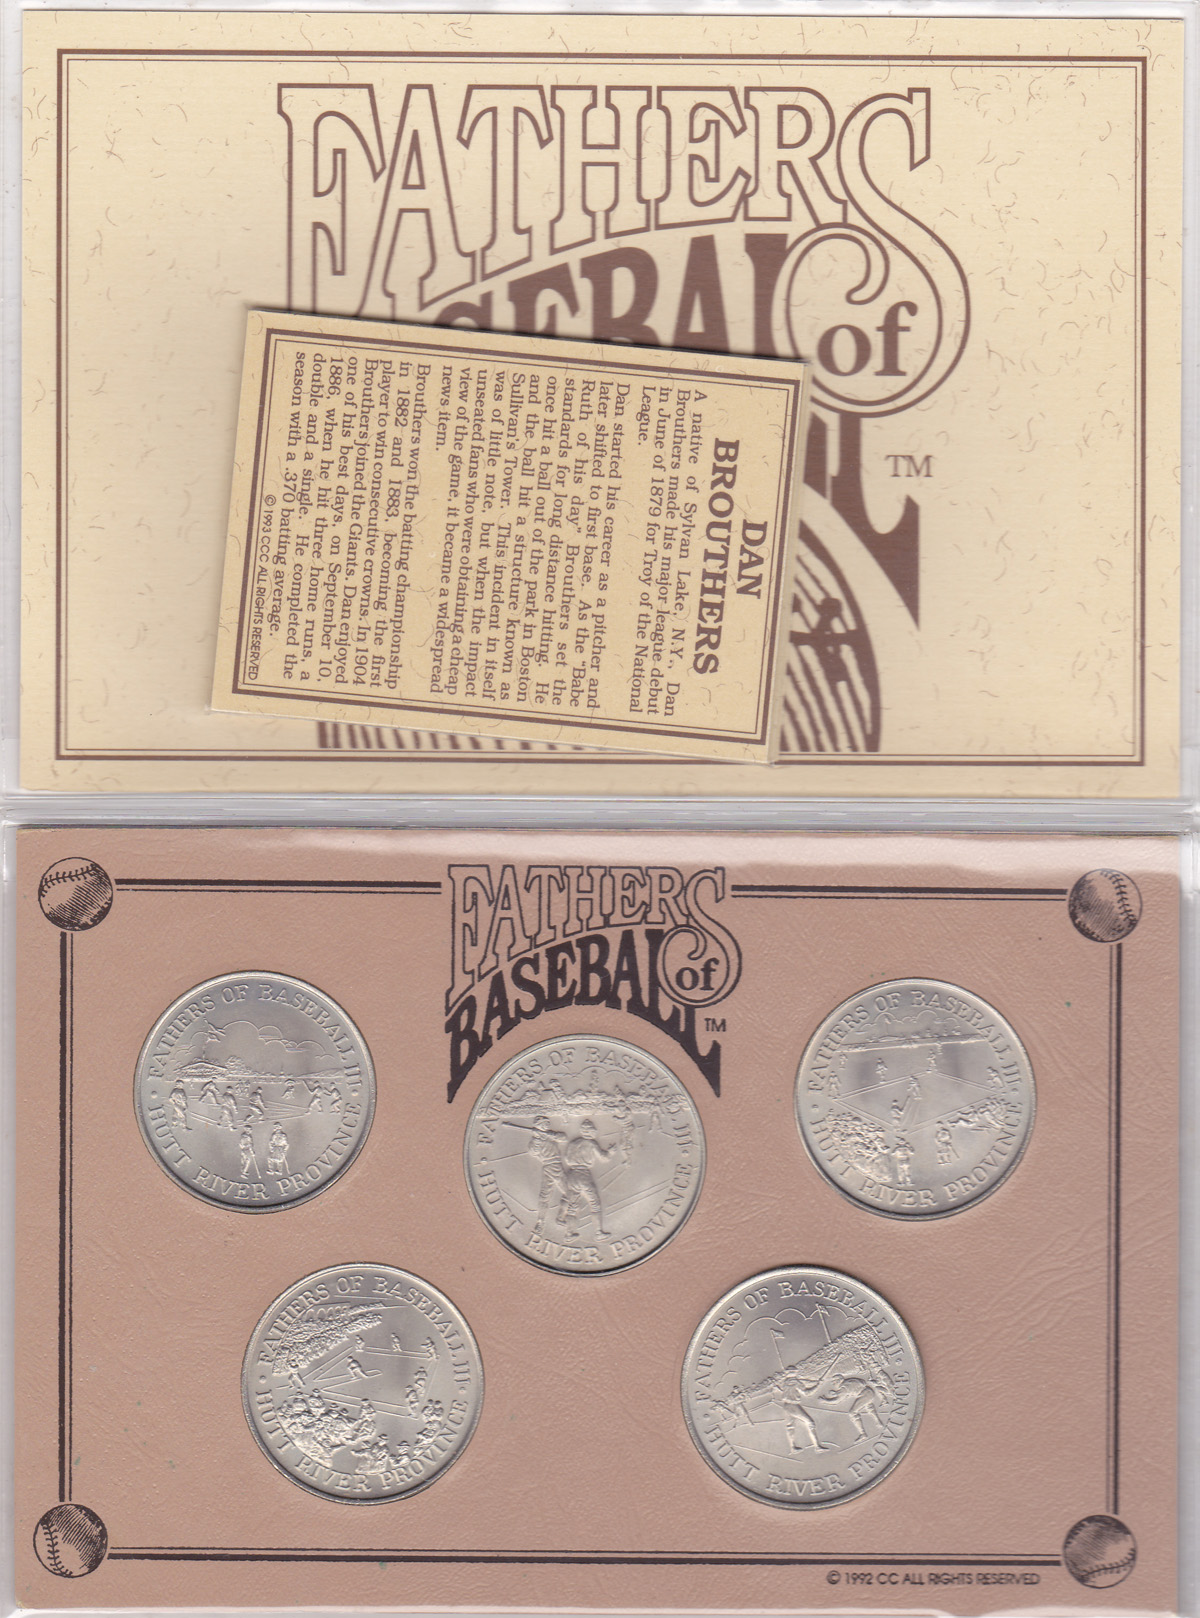 FATHERS
of
BASEBALL
TM
DAN
BROUTHERS
A native of Sylvan Lake, N.Y., Dan
Brouthers made his major league debut
in June of 1879 for Troy of the National
League.
Dan started his career as a pitcher and
later shifted to first base. As the "Babe
Ruth of his day" Brouthers set the
standards for long distance hitting. He
once hit a ball out of the park in Boston
and the ball hit a structure known as
Sullivan's Tower. This incident in itself
was of little note, but when the impact
unseated fans who were obtaining a cheap
view of the game, it became a widespread
news item.
Brouthers won the batting championship
in 1882 and 1883, becoming the first
player to win consecutive crowns. In 1904
Brouthers joined the Giants. Dan enjoyed
one of his best days, on September 10,
1886, when he hit three home runs, a
double and a single. He completed the
season with a .370 batting average.
© 1993 CCC ALL RIGHTS RESERVED
FATHERS
of
BASEBALL
TM
FATHERS OF BASEBALL III
HUTT RIVER PROVINCE
FATHERS OF BASEBALL III
HUTT RIVER PROVINCE
FATHERS OF BASEBALL III
HUTT RIVER PROVINCE
FATHERS OF BASEBALL III
HUTT RIVER PROVINCE
FATHERS OF BASEBALL III
HUTT RIVER PROVINCE
© 1992 CC ALL RIGHTS RESERVED